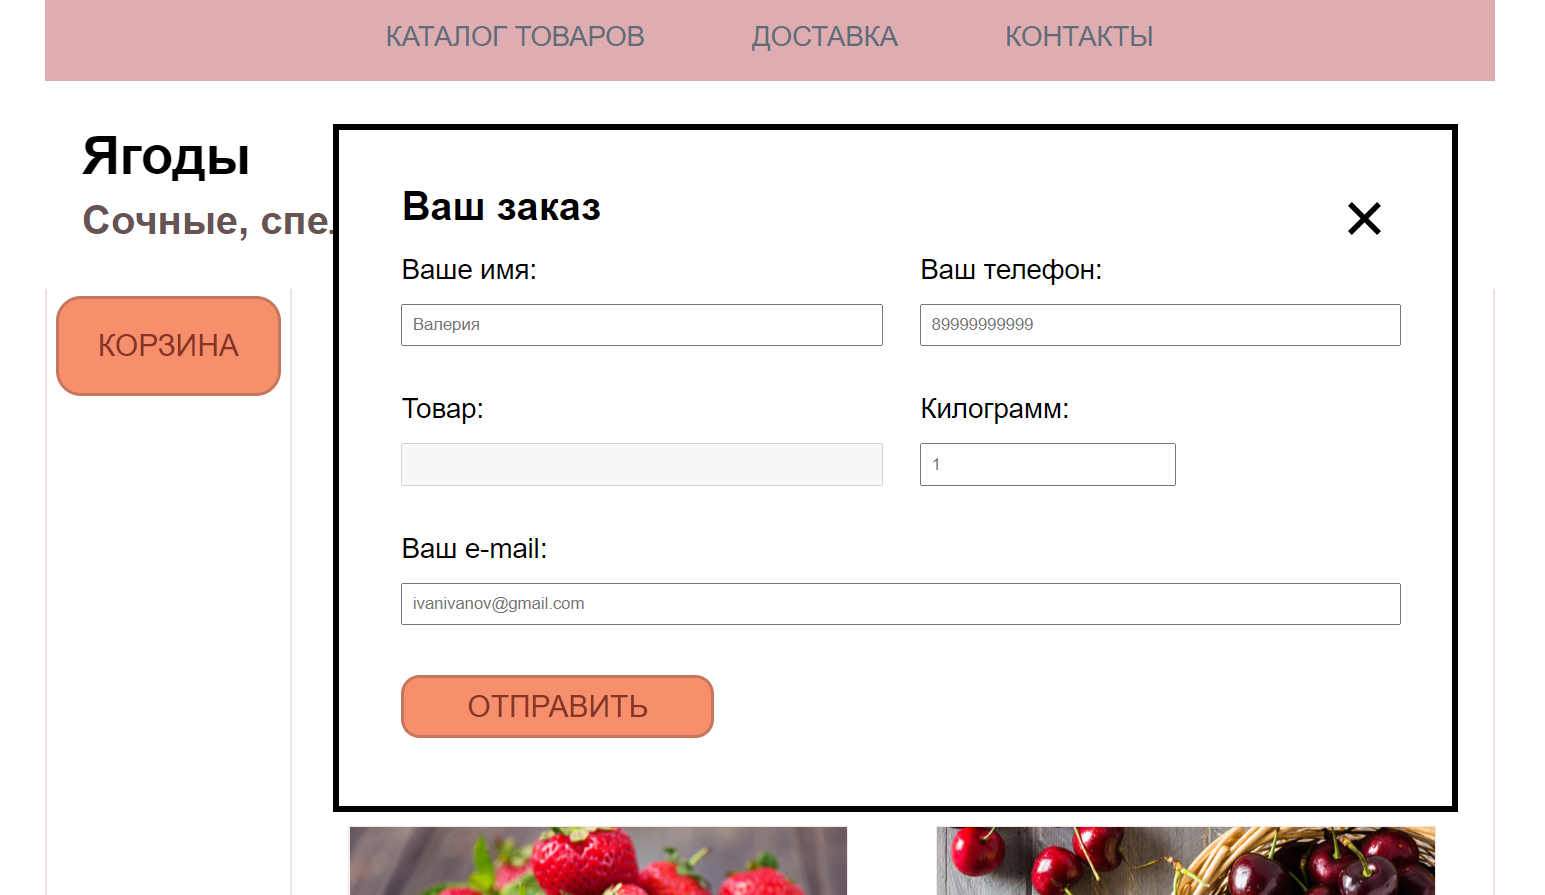 КАТАЛОГ ТОВАРОВ ДОСТАВКА КОНТАКТЫ
Ягоды
Сочные, спе
Ваш заказ
Ваше имя: Ваш телефон:
Валерия 89999999999
КОРЗИНА
Товар: Килограмм:
1
Ваш e-mail:
ivanivanov@gmail.com
ОТПРАВИТЬ